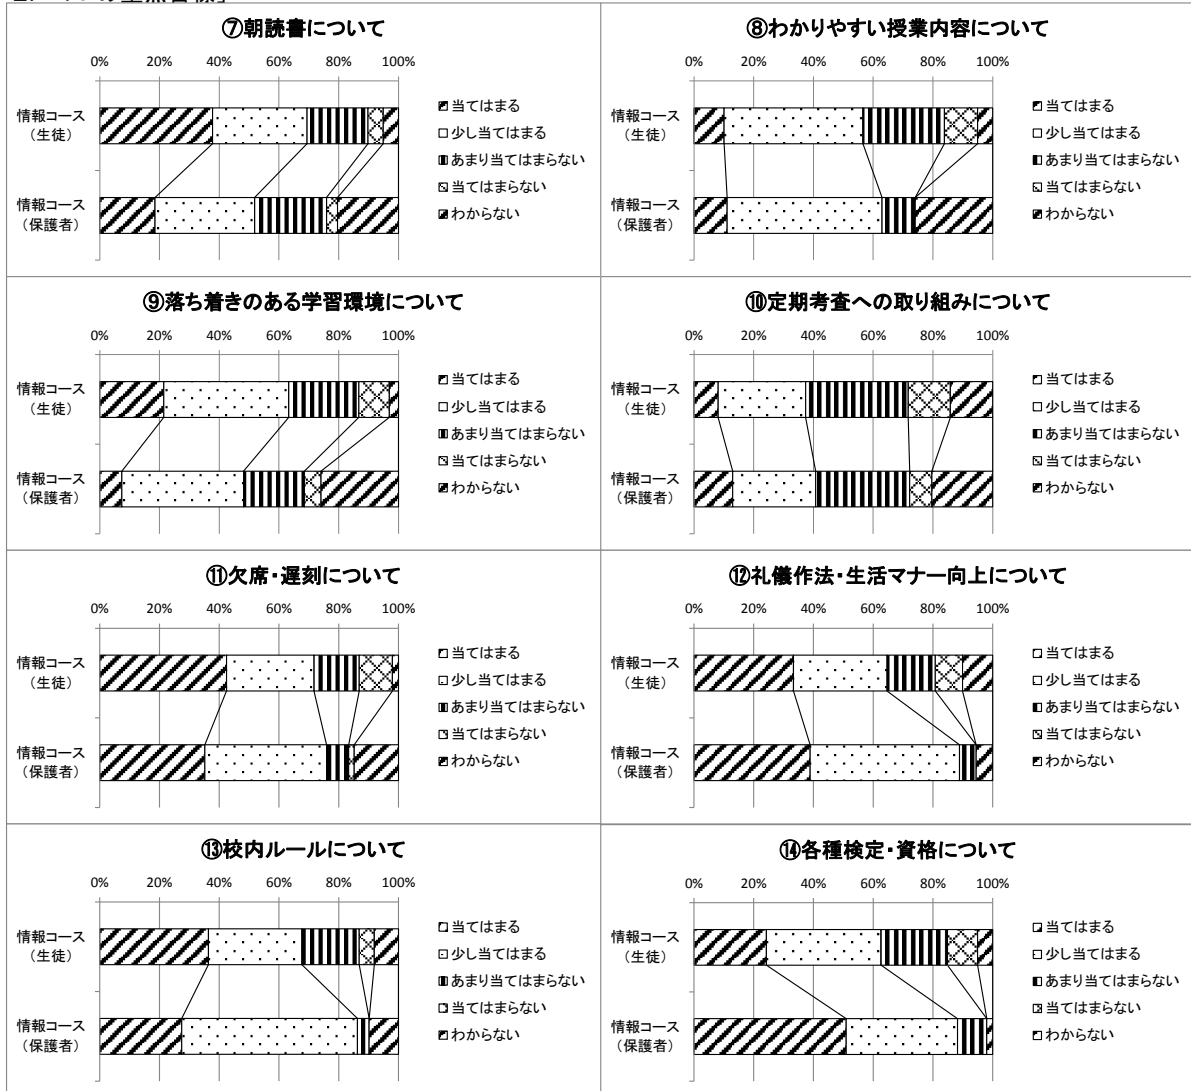 ⑦朝読書について
0% 20% 40% 60% 80% 100%
情報コース
（生徒）
情報コース
（保護者）
当てはまる
少し当てはまる
あまり当てはまらない
当てはまらない
わからない
⑧わかりやすい授業内容について
0% 20% 40% 60% 80% 100%
情報コース
（生徒）
情報コース
（保護者）
当てはまる
少し当てはまる
あまり当てはまらない
当てはまらない
わからない
⑨落ち着きのある学習環境について
0% 20% 40% 60% 80% 100%
情報コース
（生徒）
情報コース
（保護者）
当てはまる
少し当てはまる
あまり当てはまらない
当てはまらない
わからない
⑩定期考査への取り組みについて
0% 20% 40% 60% 80% 100%
情報コース
（生徒）
情報コース
（保護者）
当てはまる
少し当てはまる
あまり当てはまらない
当てはまらない
わからない
⑪欠席・遅刻について
0% 20% 40% 60% 80% 100%
情報コース
（生徒）
情報コース
（保護者）
当てはまる
少し当てはまる
あまり当てはまらない
当てはまらない
わからない
⑫礼儀作法・生活マナー向上について
0% 20% 40% 60% 80% 100%
情報コース
（生徒）
情報コース
（保護者）
当てはまる
少し当てはまる
あまり当てはまらない
当てはまらない
わからない
⑬校内ルールについて
0% 20% 40% 60% 80% 100%
情報コース
（生徒）
情報コース
（保護者）
当てはまる
少し当てはまる
あまり当てはまらない
当てはまらない
わからない
⑭各種検定・資格について
0% 20% 40% 60% 80% 100%
情報コース
（生徒）
情報コース
（保護者）
当てはまる
少し当てはまる
あまり当てはまらない
当てはまらない
わからない